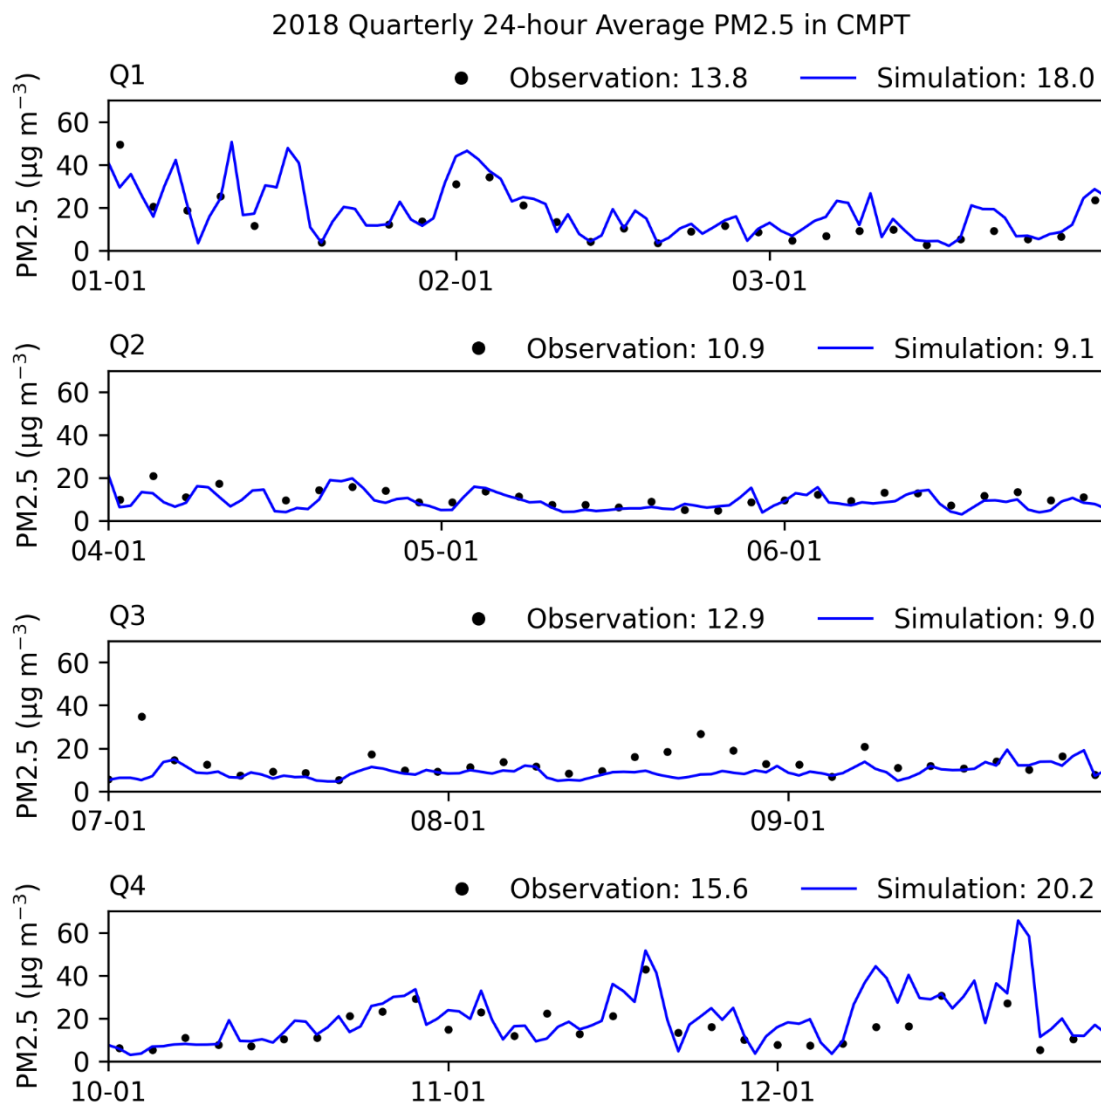 2018 Quarterly 24-hour Average PM2.5 in CMPT
Q1 Observation: 13.8 Simulation: 18.0
PM2.5 (μg m⁻³)
60
40
20
0
01-01 02-01 03-01
Q2 Observation: 10.9 Simulation: 9.1
PM2.5 (μg m⁻³)
60
40
20
0
04-01 05-01 06-01
Q3 Observation: 12.9 Simulation: 9.0
PM2.5 (μg m⁻³)
60
40
20
0
07-01 08-01 09-01
Q4 Observation: 15.6 Simulation: 20.2
PM2.5 (μg m⁻³)
60
40
20
0
10-01 11-01 12-01